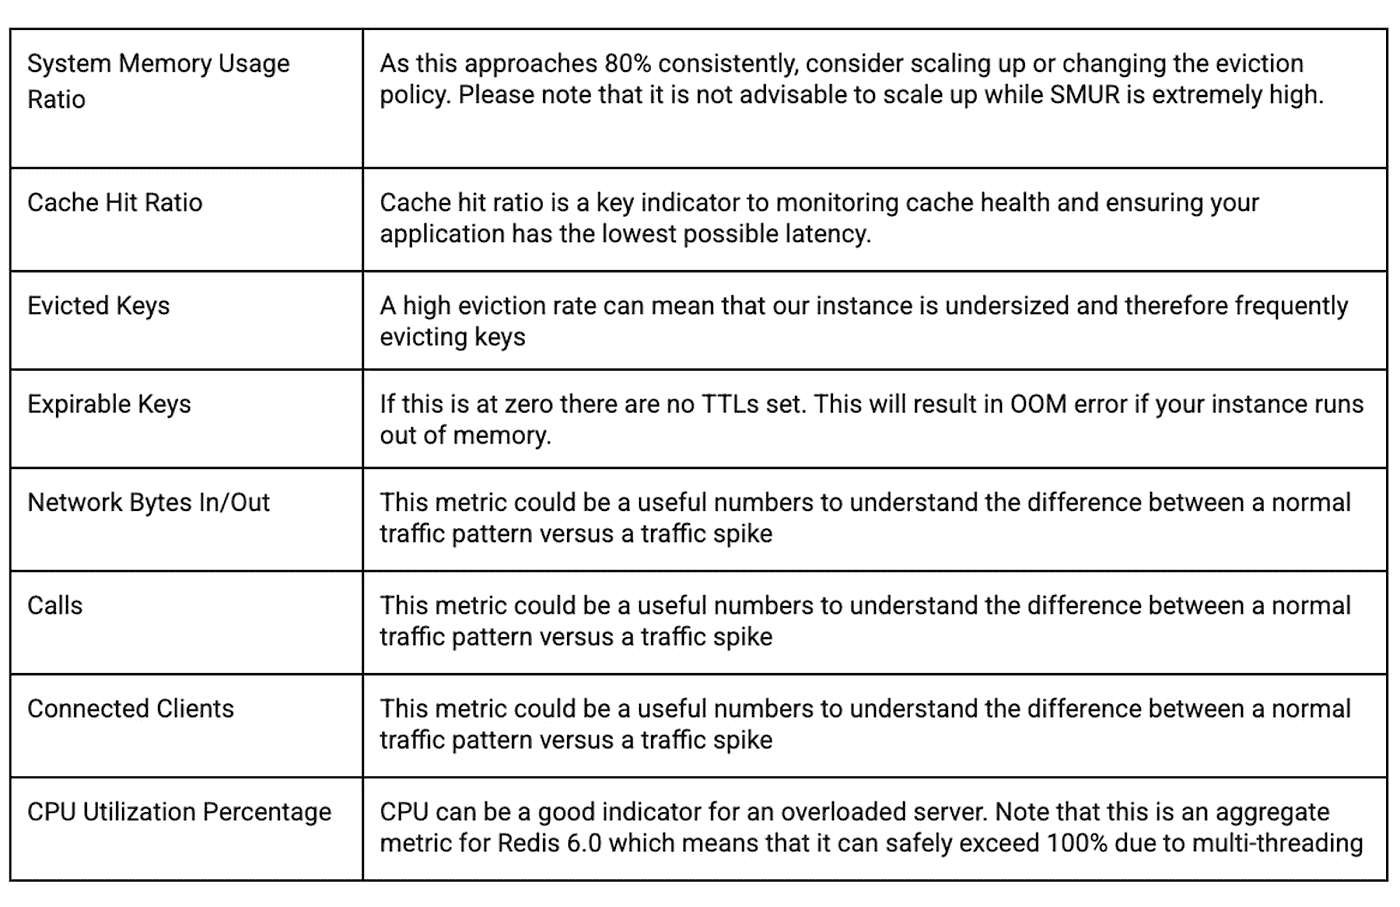 System Memory Usage
Ratio
As this approaches 80% consistently, consider scaling up or changing the eviction
policy. Please note that it is not advisable to scale up while SMUR is extremely high.
Cache Hit Ratio
Cache hit ratio is a key indicator to monitoring cache health and ensuring your
application has the lowest possible latency.
Evicted Keys
A high eviction rate can mean that our instance is undersized and therefore frequently
evicting keys
Expirable Keys
If this is at zero there are no TTLs set. This will result in OOM error if your instance runs
out of memory.
Network Bytes In/Out
This metric could be a useful numbers to understand the difference between a normal
traffic pattern versus a traffic spike
Calls
This metric could be a useful numbers to understand the difference between a normal
traffic pattern versus a traffic spike
Connected Clients
This metric could be a useful numbers to understand the difference between a normal
traffic pattern versus a traffic spike
CPU Utilization Percentage
CPU can be a good indicator for an overloaded server. Note that this is an aggregate
metric for Redis 6.0 which means that it can safely exceed 100% due to multi-threading